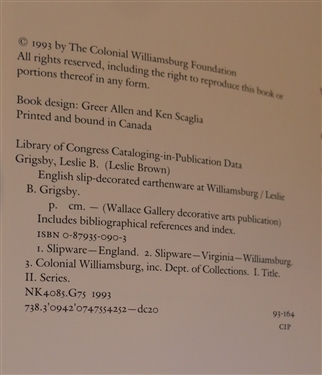 © 1993 by The Colonial Williamsburg Foundation
All rights reserved, including the right to reproduce this book or
portions thereof in any form.
Book design: Greer Allen and Ken Scaglia
Printed and bound in Canada
Library of Congress Cataloging-in-Publication Data
Grigsby, Leslie B. (Leslie Brown)
English slip-decorated earthenware at Williamsburg / Leslie
B. Grigsby.
p. cm. — (Wallace Gallery decorative arts publication)
Includes bibliographical references and index.
ISBN 0-87935-090-3
1. Slipware—England. 2. Slipware—Virginia—Williamsburg.
3. Colonial Williamsburg, inc. Dept. of Collections. I. Title.
II. Series.
NK4085.G75 1993
738.3'0942'0747554252—dc20 93-164
CIP